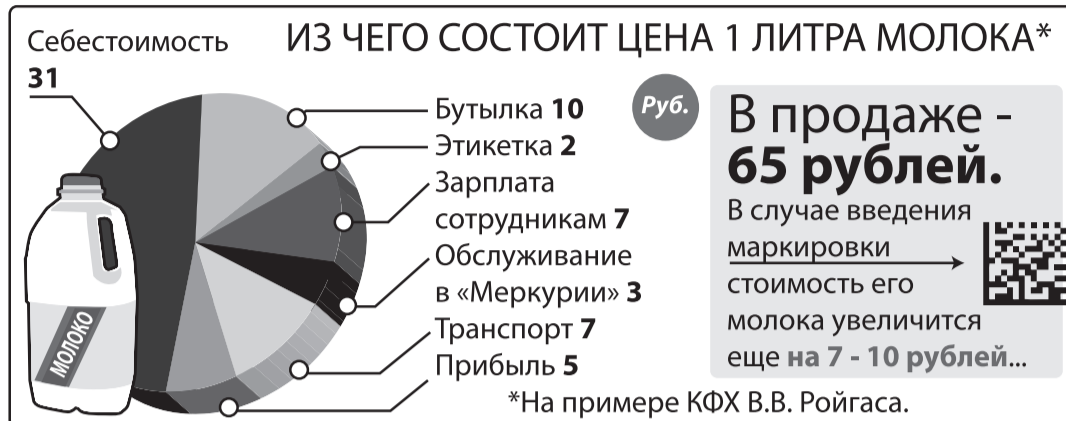 ИЗ ЧЕГО СОСТОИТ ЦЕНА 1 ЛИТРА МОЛОКА*
Себестоимость
31
Бутылка 10
Этикетка 2
Зарплата
сотрудникам 7
Обслуживание
в «Меркурии» 3
Транспорт 7
Прибыль 5
МОЛОКО
Руб.
В продаже -
65 рублей.
В случае введения
маркировки
стоимость его
молока увеличится
еще на 7 - 10 рублей...
*На примере КФХ В.В. Ройгаса.